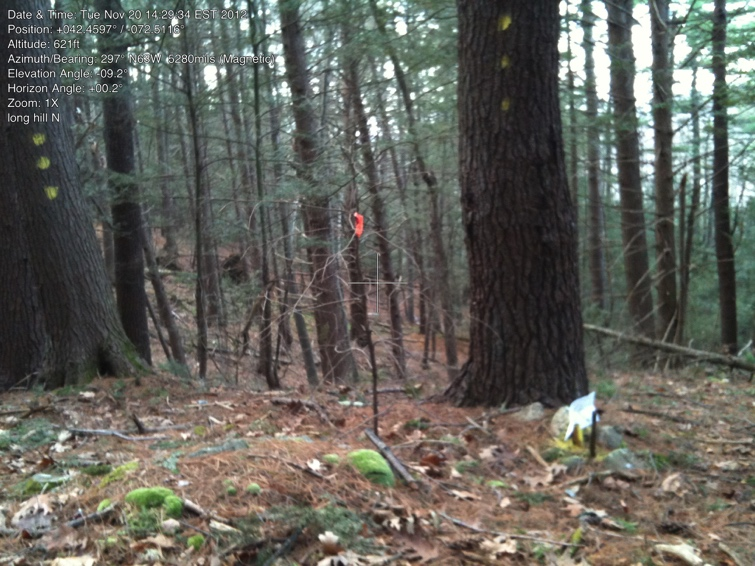 Date & Time: Tue Nov 20 14:29:34 EST 2012
Position: +042.4597° / -072.5116°
Altitude: 621ft
Azimuth/Bearing: 297° N63W 5280mils (Magnetic)
Elevation Angle: -09.2°
Horizon Angle: +00.2°
Zoom: 1X
long hill N